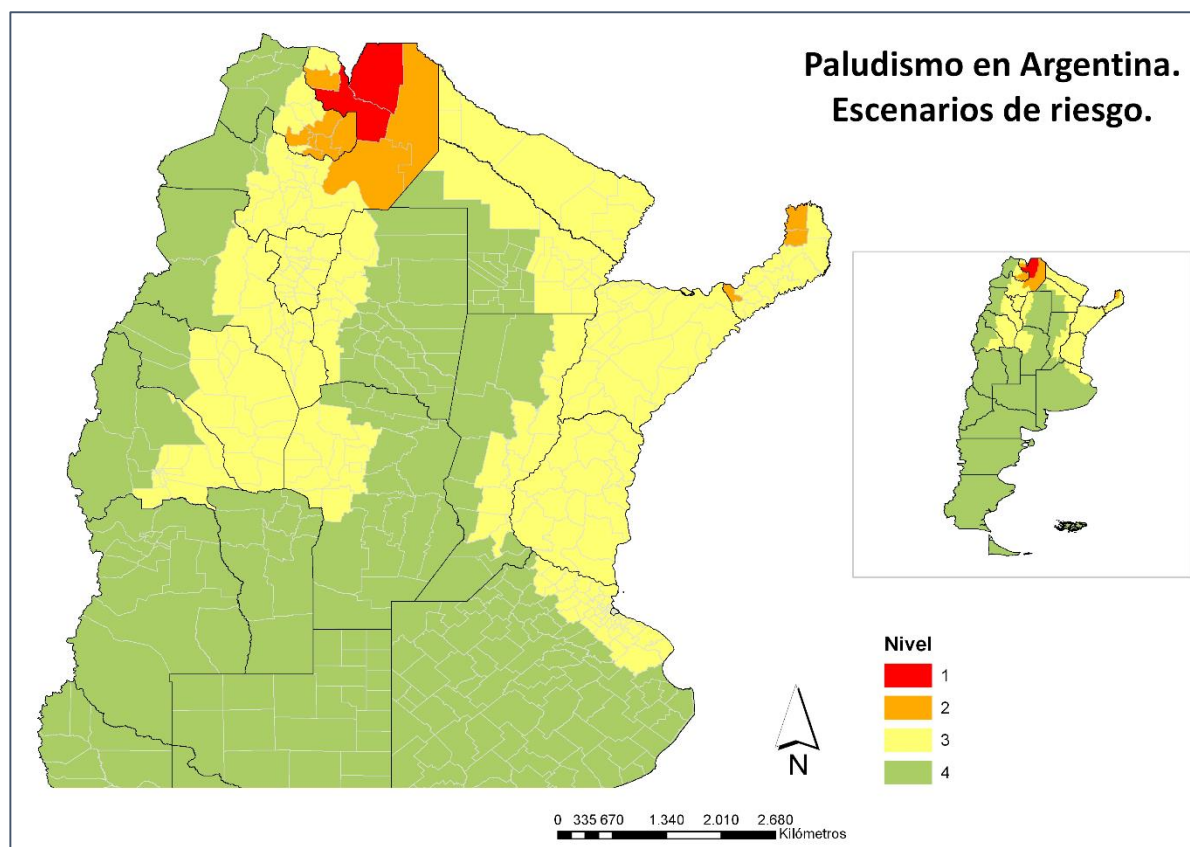 Paludismo en Argentina.
Escenarios de riesgo.
Nivel
1
2
3
4
N
0 335 670 1.340 2.010 2.680
Kilómetros